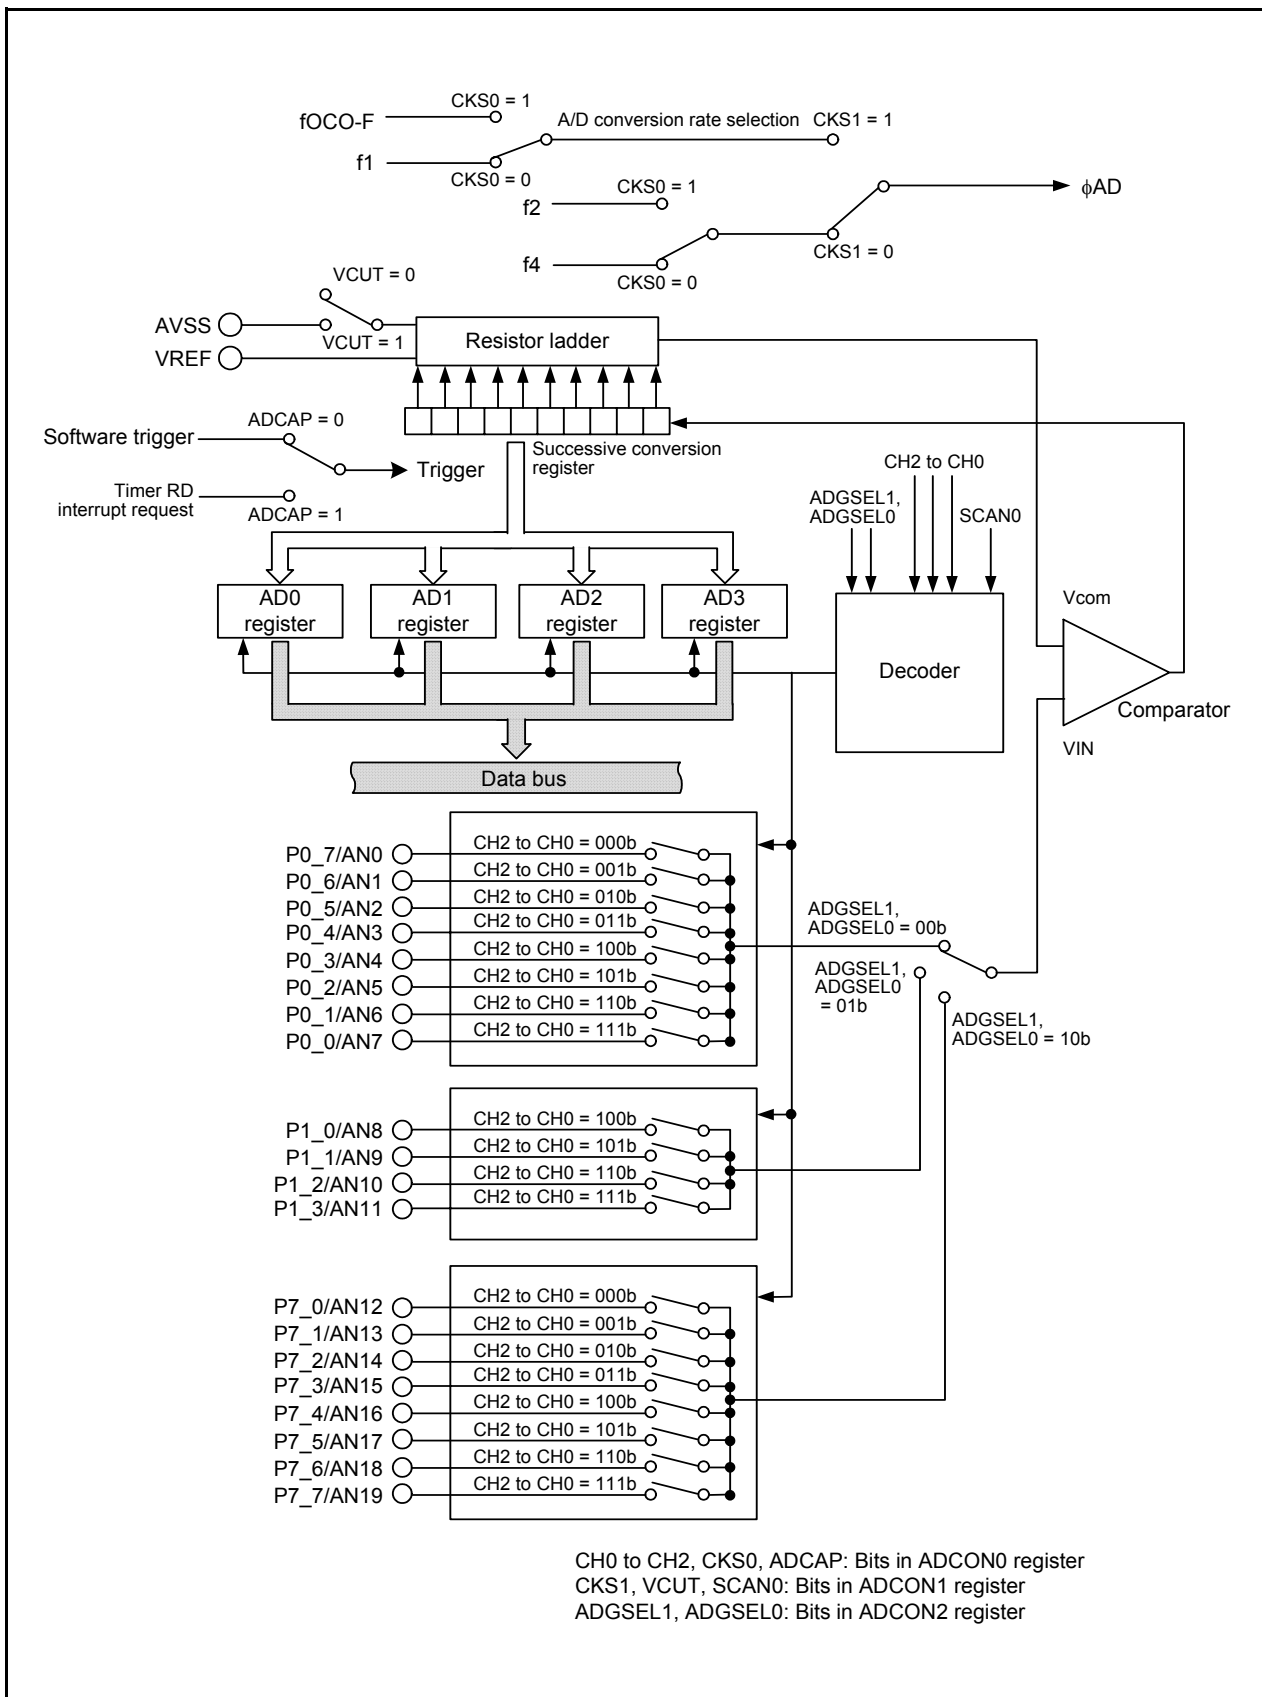 CKS0 = 1
fOCO-F
A/D conversion rate selection
CKS1 = 1
f1
CKS0 = 0
CKS0 = 1
f2
ϕAD
CKS1 = 0
f4
CKS0 = 0
VCUT = 0
AVSS
VCUT = 1
VREF
Resistor ladder
ADCAP = 0
Software trigger
Trigger
Successive conversion
register
Timer RD
interrupt request
ADCAP = 1
CH2 to CH0
ADGSEL1,
ADGSEL0
SCAN0
AD0
register
AD1
register
AD2
register
AD3
register
Decoder
Vcom
Comparator
VIN
Data bus
P0_7/AN0
CH2 to CH0 = 000b
P0_6/AN1
CH2 to CH0 = 001b
P0_5/AN2
CH2 to CH0 = 010b
P0_4/AN3
CH2 to CH0 = 011b
P0_3/AN4
CH2 to CH0 = 100b
P0_2/AN5
CH2 to CH0 = 101b
P0_1/AN6
CH2 to CH0 = 110b
P0_0/AN7
CH2 to CH0 = 111b
ADGSEL1,
ADGSEL0 = 00b
ADGSEL1,
ADGSEL0
= 01b
ADGSEL1,
ADGSEL0 = 10b
P1_0/AN8
CH2 to CH0 = 100b
P1_1/AN9
CH2 to CH0 = 101b
P1_2/AN10
CH2 to CH0 = 110b
P1_3/AN11
CH2 to CH0 = 111b
P7_0/AN12
CH2 to CH0 = 000b
P7_1/AN13
CH2 to CH0 = 001b
P7_2/AN14
CH2 to CH0 = 010b
P7_3/AN15
CH2 to CH0 = 011b
P7_4/AN16
CH2 to CH0 = 100b
P7_5/AN17
CH2 to CH0 = 101b
P7_6/AN18
CH2 to CH0 = 110b
P7_7/AN19
CH2 to CH0 = 111b
CH0 to CH2, CKS0, ADCAP: Bits in ADCON0 register
CKS1, VCUT, SCAN0: Bits in ADCON1 register
ADGSEL1, ADGSEL0: Bits in ADCON2 register